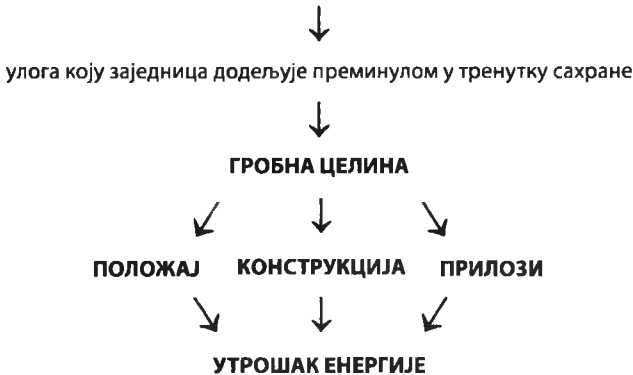 улога коју заједница додељује преминулом у тренутку сахране
ГРОБНА ЦЕЛИНА
ПОЛОЖАЈ КОНСТРУКЦИЈА ПРИЛОЗИ
УТРОШАК ЕНЕРГИЈЕ